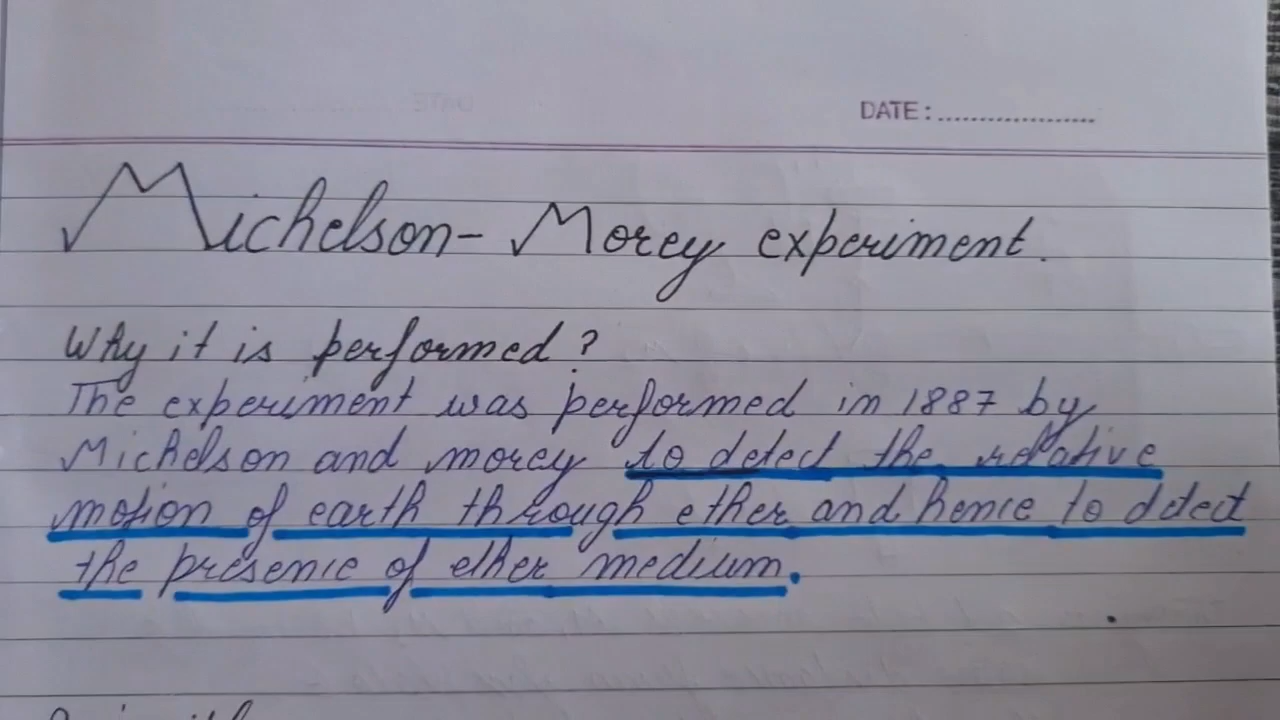 DATE:...................
Michelson- Morey experiment.
Why it is performed?
The experiment was performed in 1887 by
Michelson and morey to detect the relative
motion of earth through ether and hence to detect
the presence of ether medium.